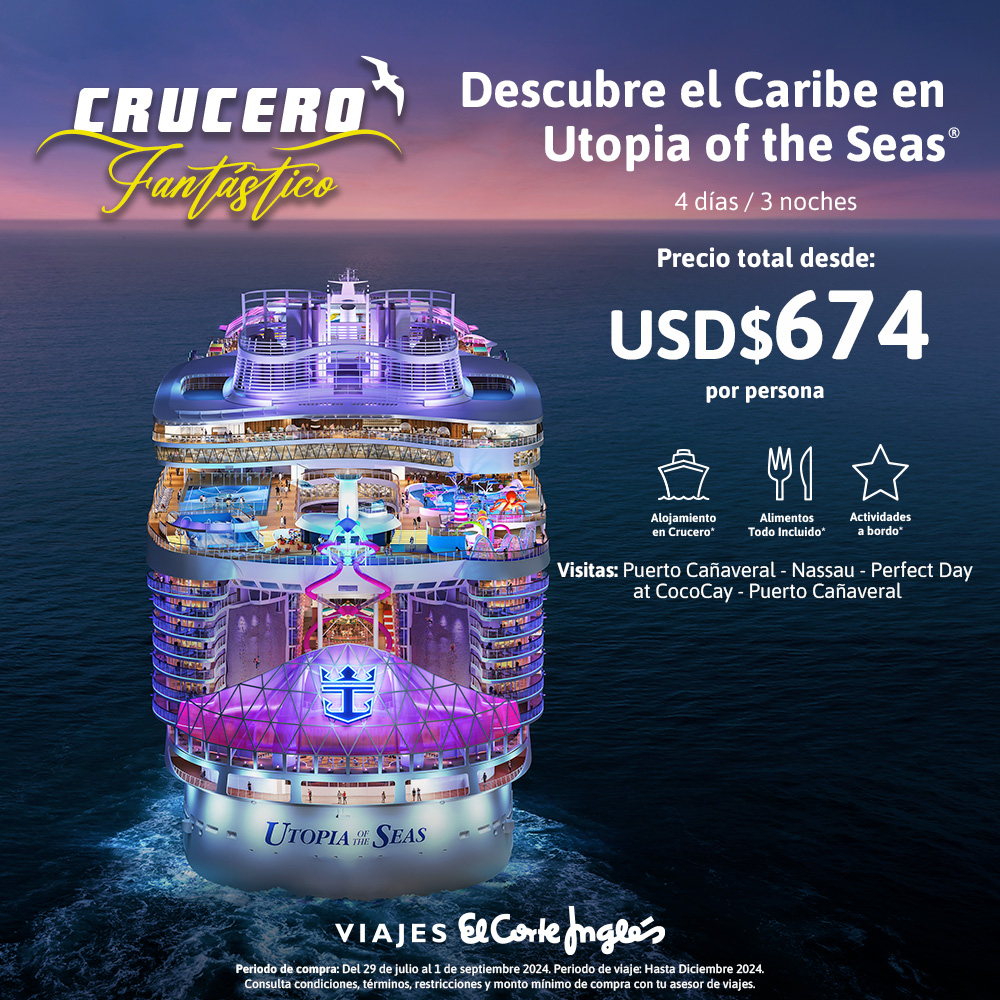 CRUCERO
Fantástico
Descubre el Caribe en
Utopia of the Seas®
4 días / 3 noches
Precio total desde:
USD$674
por persona
Alojamiento
en Crucero*
Alimentos
Todo Incluido*
Actividades
a bordo*
Visitas: Puerto Cañaveral - Nassau - Perfect Day
at CocoCay - Puerto Cañaveral
UTOPIA OF THE SEAS
VIAJES El Corte Inglés
Periodo de compra: Del 29 de julio al 1 de septiembre 2024. Periodo de viaje: Hasta Diciembre 2024.
Consulta condiciones, términos, restricciones y monto mínimo de compra con tu asesor de viajes.